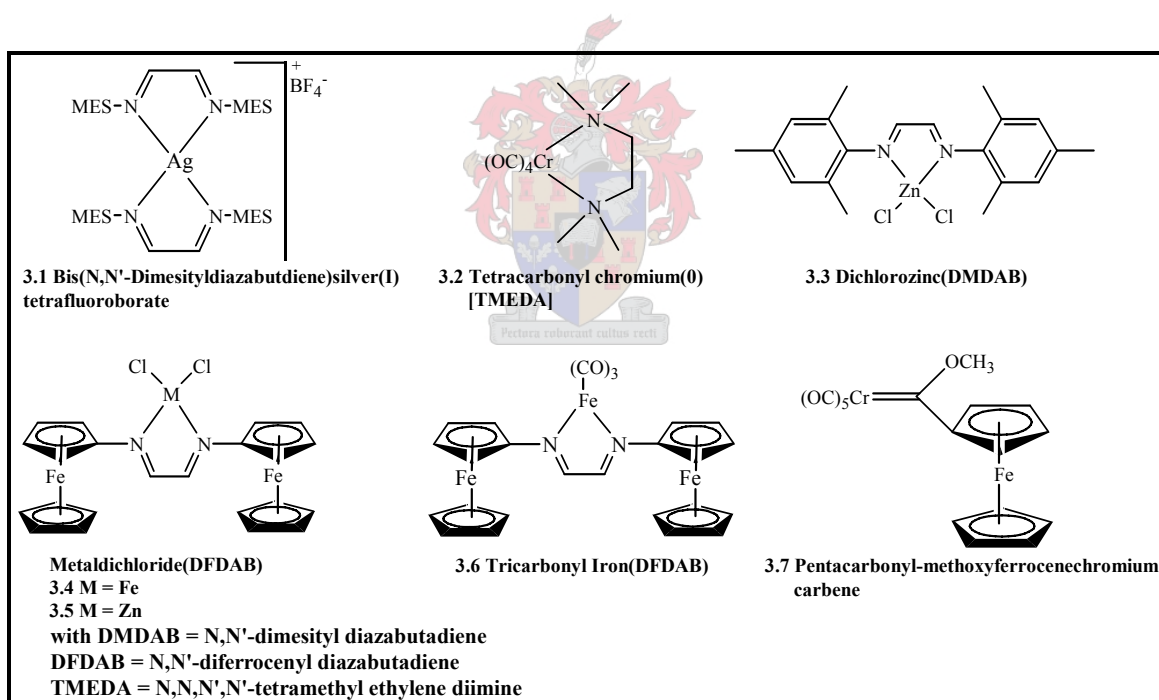 +
BF4-
MES-N N-MES
Ag
MES-N N-MES
3.1 Bis(N,N'-Dimesityldiazabutdiene)silver(I)
tetrafluoroborate
N
(OC)4Cr
N
3.2 Tetracarbonyl chromium(0)
[TMEDA]
N N
Zn
Cl Cl
3.3 Dichlorozinc(DMDAB)
Pectora roborant cultus recti
Cl Cl
M
N N
Fe Fe
Metaldichloride(DFDAB)
3.4 M = Fe
3.5 M = Zn
with DMDAB = N,N'-dimesityl diazabutadiene
DFDAB = N,N'-diferrocenyl diazabutadiene
TMEDA = N,N,N',N'-tetramethyl ethylene diimine
(CO)3
Fe
N N
Fe Fe
3.6 Tricarbonyl Iron(DFDAB)
OCH3
(OC)5Cr
Fe
3.7 Pentacarbonyl-methoxyferrocenechromium
carbene